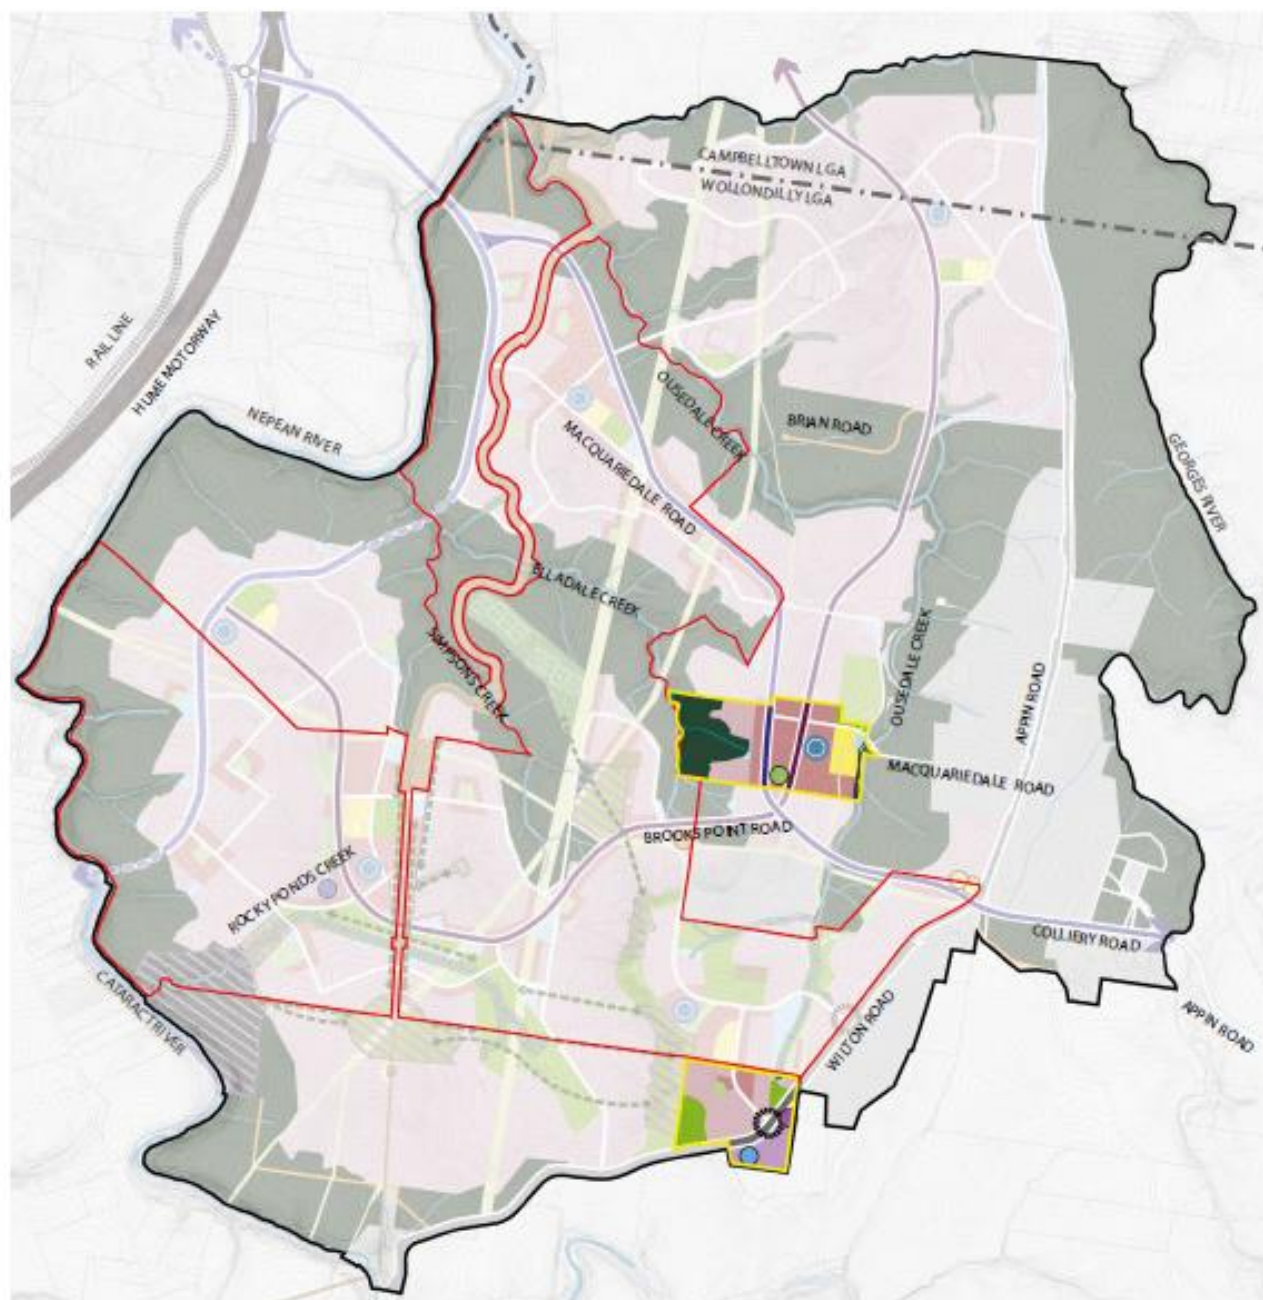 CAMPBELLTOWN LGA
WOLLONDILLY LGA
RAIL LINE
HUME MOTORWAY
NEPEAN RIVER
OUSEDALE CREEK
BRIAN ROAD
MACQUARIEDALE ROAD
GEORGES RIVER
ELLADALE CREEK
SIMPSONS CREEK
OUSEDALE CREEK
APPIN ROAD
MACQUARIEDALE ROAD
BROOKS POINT ROAD
ROCKY PONDS CREEK
COLLIERY ROAD
CATARACT RIVER
WILTON ROAD
APPIN ROAD